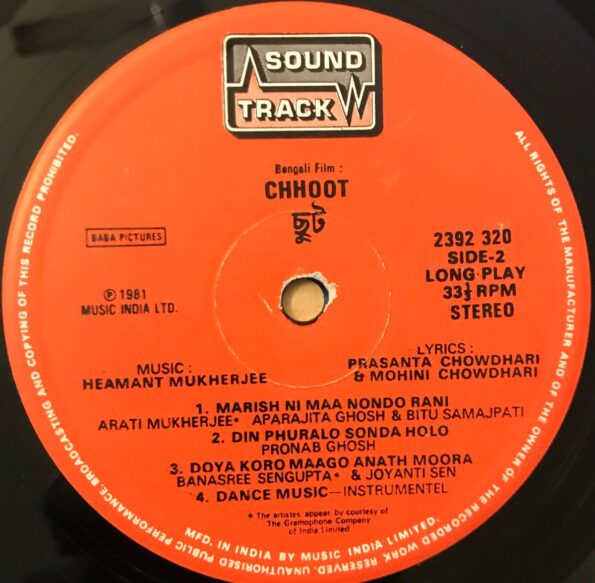 SOUND
TRACK
Bengali Film :
CHHOOT
ছুট
BABA PICTURES
℗ 1981
MUSIC INDIA LTD.
2392 320
SIDE-2
LONG PLAY
33⅓ RPM
STEREO
MUSIC :
HEAMANT MUKHERJEE
LYRICS :
PRASANTA CHOWDHARI
& MOHINI CHOWDHARI
1. MARISH NI MAA NONDO RANI
ARATI MUKHERJEE* APARAJITA GHOSH & BITU SAMAJPATI
2. DIN PHURALO SONDA HOLO
PRONAB GHOSH
3. DOYA KORO MAAGO ANATH MOORA
BANASREE SENGUPTA* & JOYANTI SEN
4. DANCE MUSIC—INSTRUMENTEL
* The artistes appear by courtesy of
The Gramophone Company
of India Limited
MFD. IN INDIA BY MUSIC INDIA LIMITED.
ALL RIGHTS OF THE MANUFACTURER AND OF THE OWNER OF THE RECORDED WORK RESERVED. UNAUTHORISED PUBLIC PERFORMANCE, BROADCASTING AND COPYING OF THIS RECORD PROHIBITED.